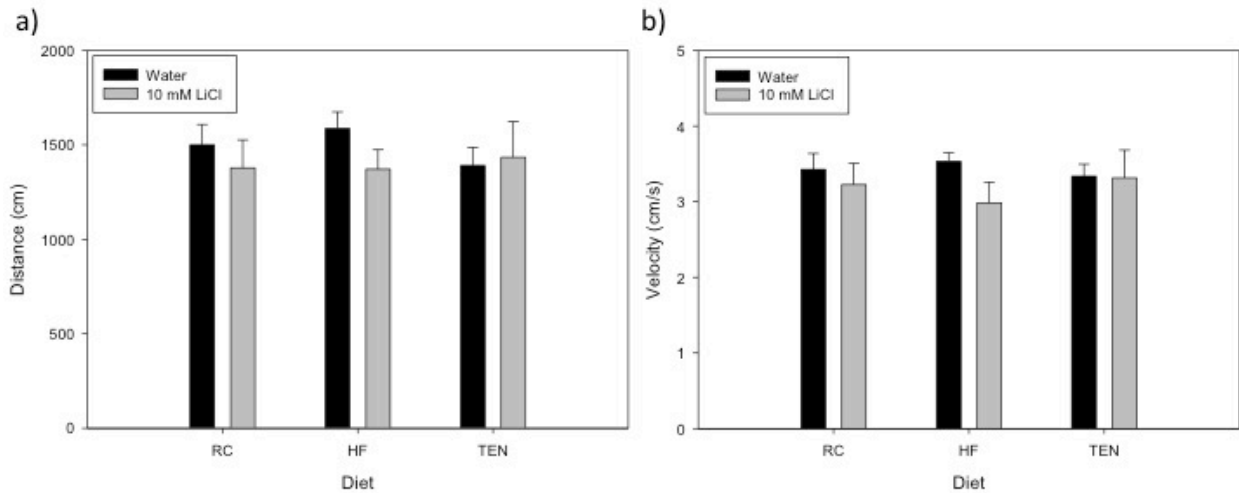 a)
2000
1500
1000
500
0
Distance (cm)
Water
10 mM LiCl
RC HF TEN
Diet
b)
5
4
3
2
1
0
Velocity (cm/s)
Water
10 mM LiCl
RC HF TEN
Diet